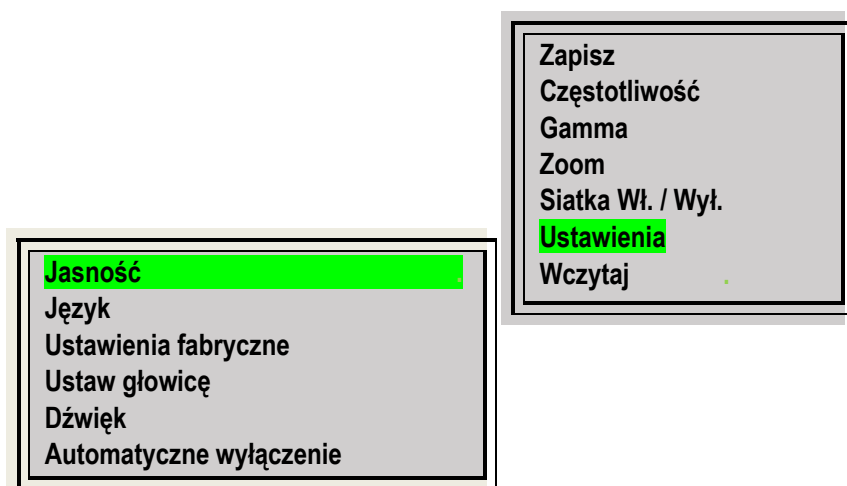 Zapisz
Częstotliwość
Gamma
Zoom
Siatka Wł. / Wył.
Ustawienia
Wczytaj .
Jasność .
Język
Ustawienia fabryczne
Ustaw głowicę
Dźwięk
Automatyczne wyłączenie